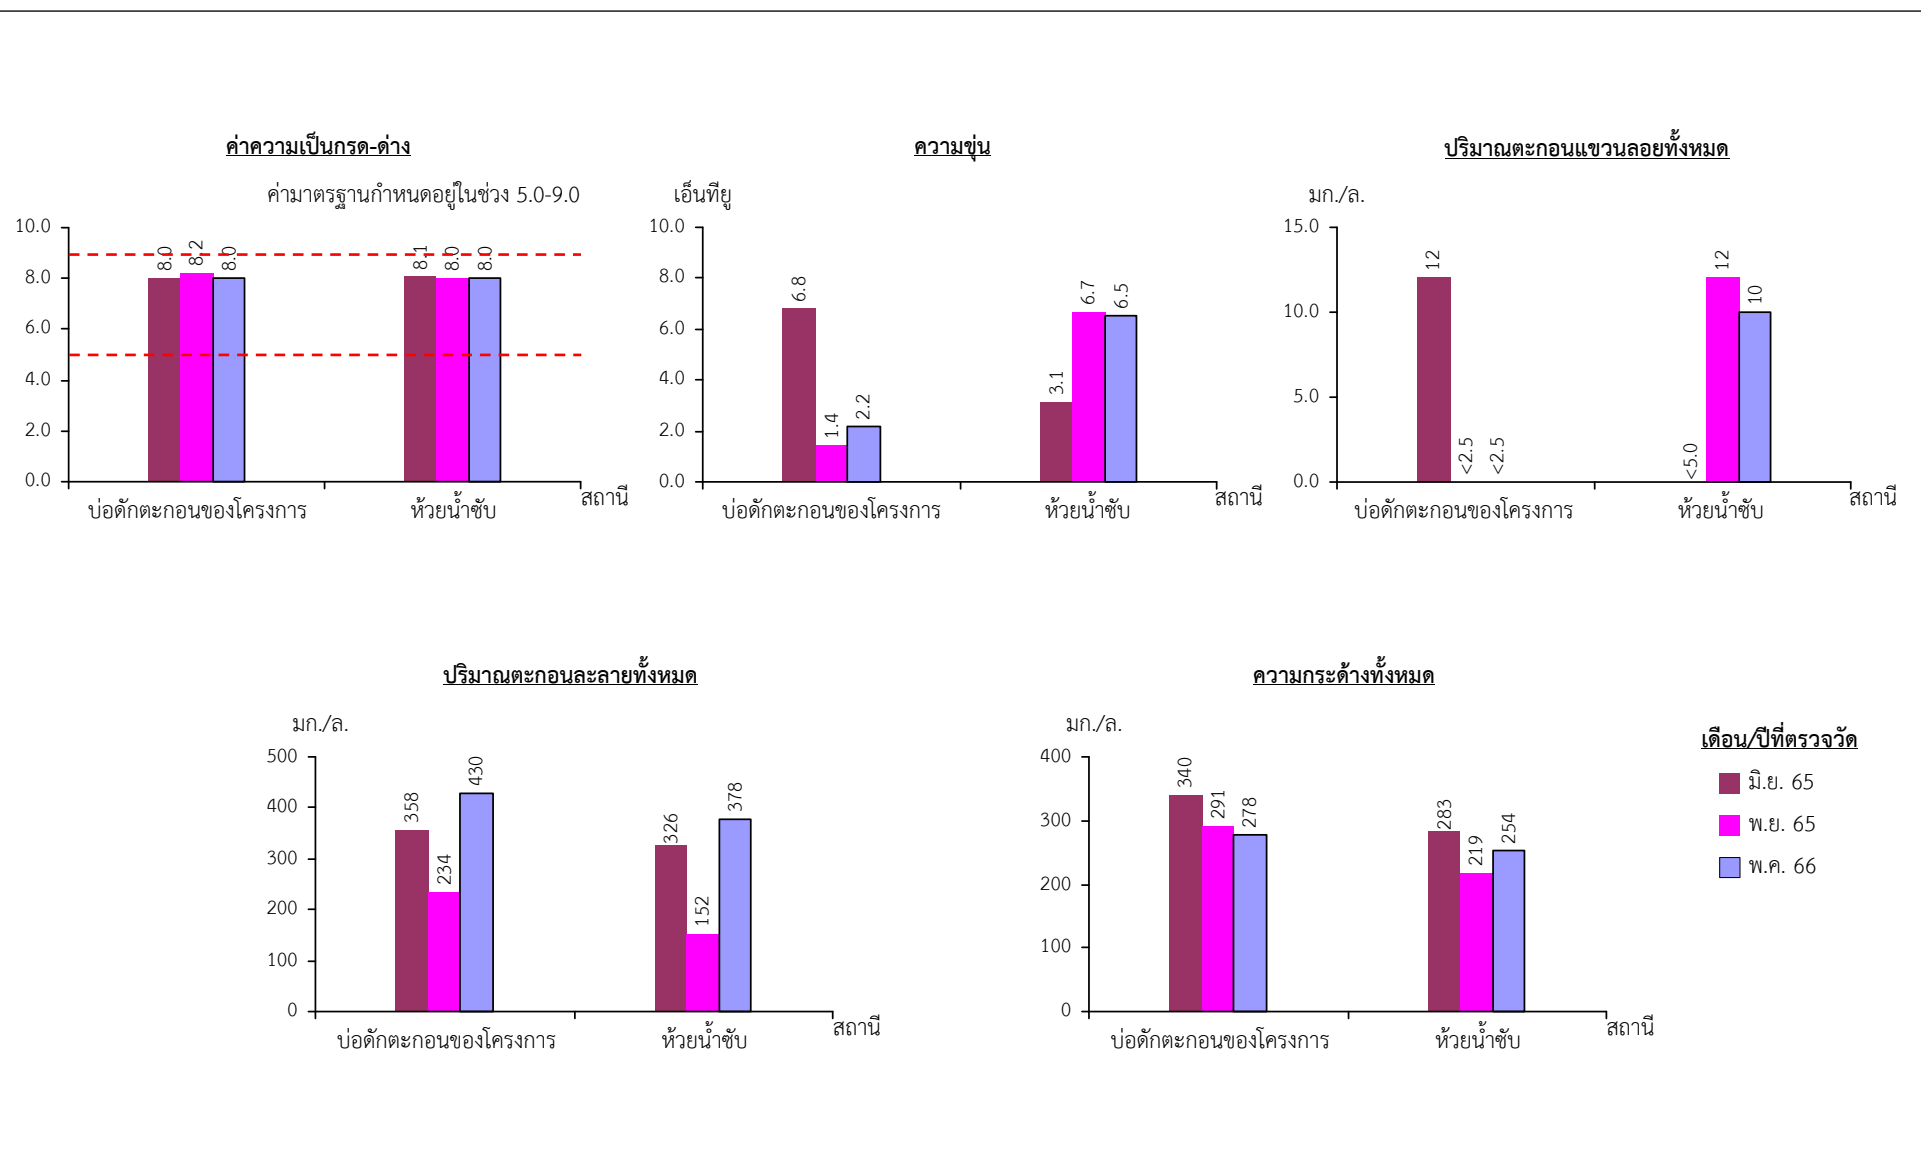 ค่าความเป็นกรด-ด่าง
ค่ามาตรฐานกำหนดอยู่ในช่วง 5.0-9.0
10.0
8.0
6.0
4.0
2.0
0.0
8.0
8.2
8.0
8.1
8.0
8.0
บ่อดักตะกอนของโครงการ
ห้วยน้ำซับ
สถานี
ความขุ่น
เอ็นทียู
10.0
8.0
6.0
4.0
2.0
0.0
6.8
1.4
2.2
3.1
6.7
6.5
บ่อดักตะกอนของโครงการ
ห้วยน้ำซับ
สถานี
ปริมาณตะกอนแขวนลอยทั้งหมด
มก./ล.
15.0
10.0
5.0
0.0
12
<2.5
<2.5
<5.0
12
10
บ่อดักตะกอนของโครงการ
ห้วยน้ำซับ
สถานี
ปริมาณตะกอนละลายทั้งหมด
มก./ล.
500
400
300
200
100
0
358
234
430
326
152
378
บ่อดักตะกอนของโครงการ
ห้วยน้ำซับ
สถานี
ความกระด้างทั้งหมด
มก./ล.
400
300
200
100
0
340
291
278
283
219
254
บ่อดักตะกอนของโครงการ
ห้วยน้ำซับ
สถานี
เดือน/ปีที่ตรวจวัด
มิ.ย. 65
พ.ย. 65
พ.ค. 66